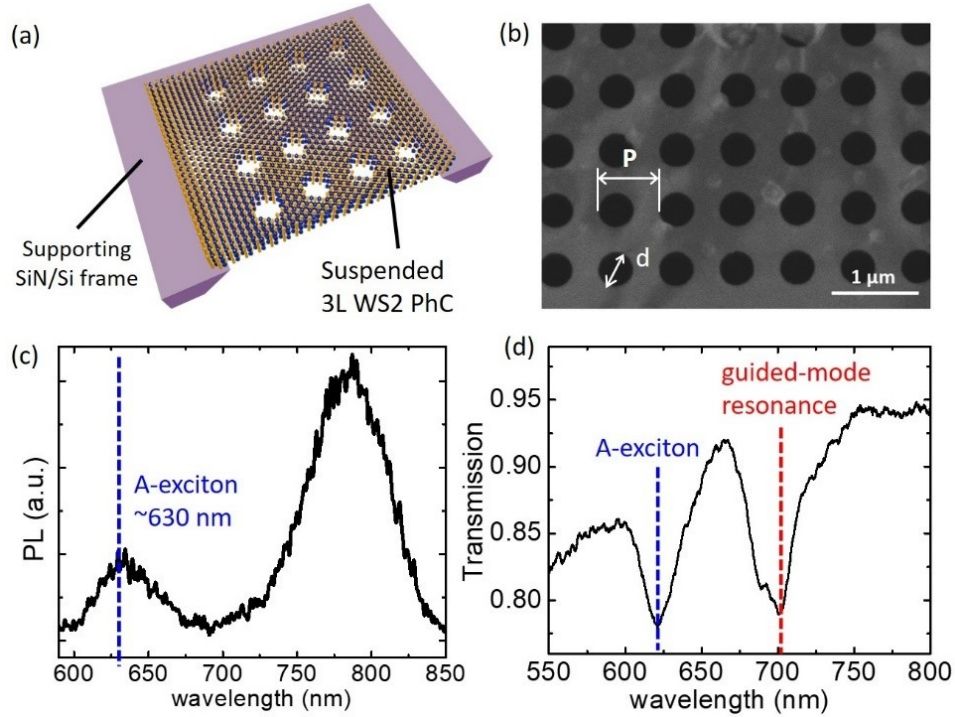 (a)
Supporting
SiN/Si frame
Suspended
3L WS2 PhC
(b)
P
d
1 µm
(c)
PL (a.u.)
A-exciton
~630 nm
600 650 700 750 800 850
wavelength (nm)
(d)
guided-mode
resonance
A-exciton
Transmission
0.95
0.90
0.85
0.80
550 600 650 700 750 800
wavelength (nm)